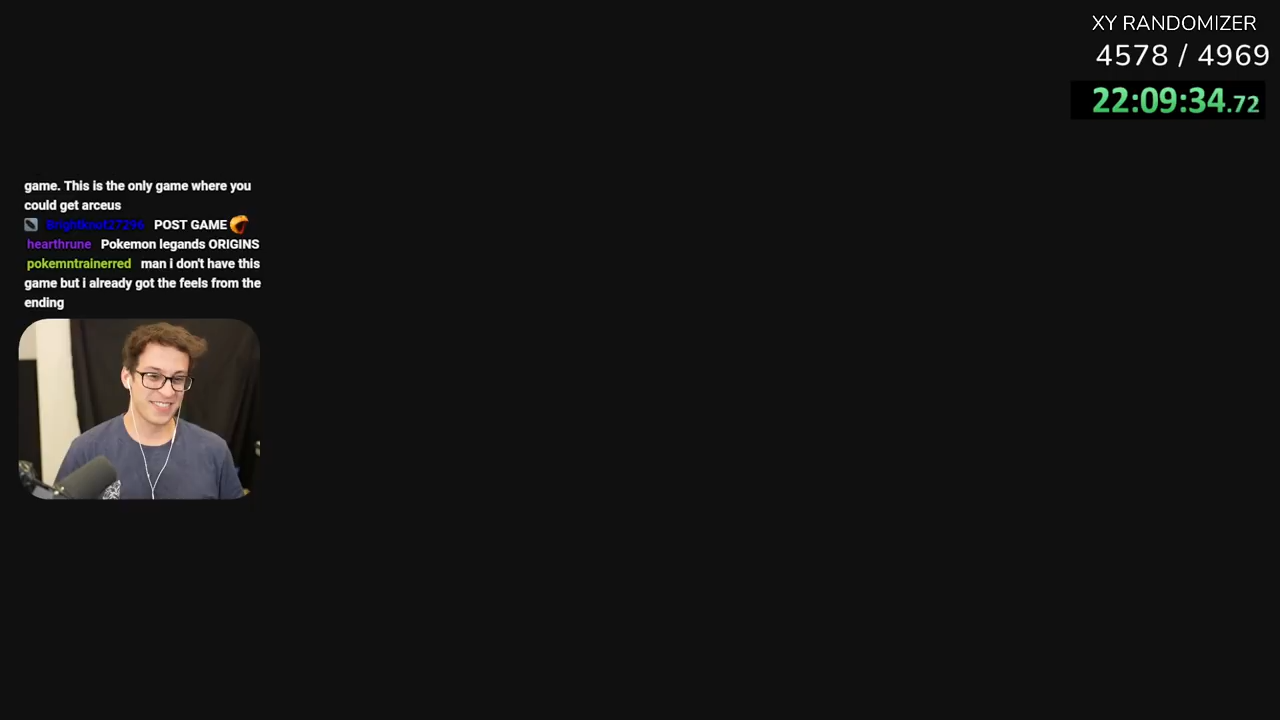 XY RANDOMIZER
4578 / 4969
22:09:34.72
game. This is the only game where you
could get arceus
Brightknot27296 POST GAME
hearthrune Pokemon legands ORIGINS
pokemntrainerred man i don't have this
game but i already got the feels from the
ending